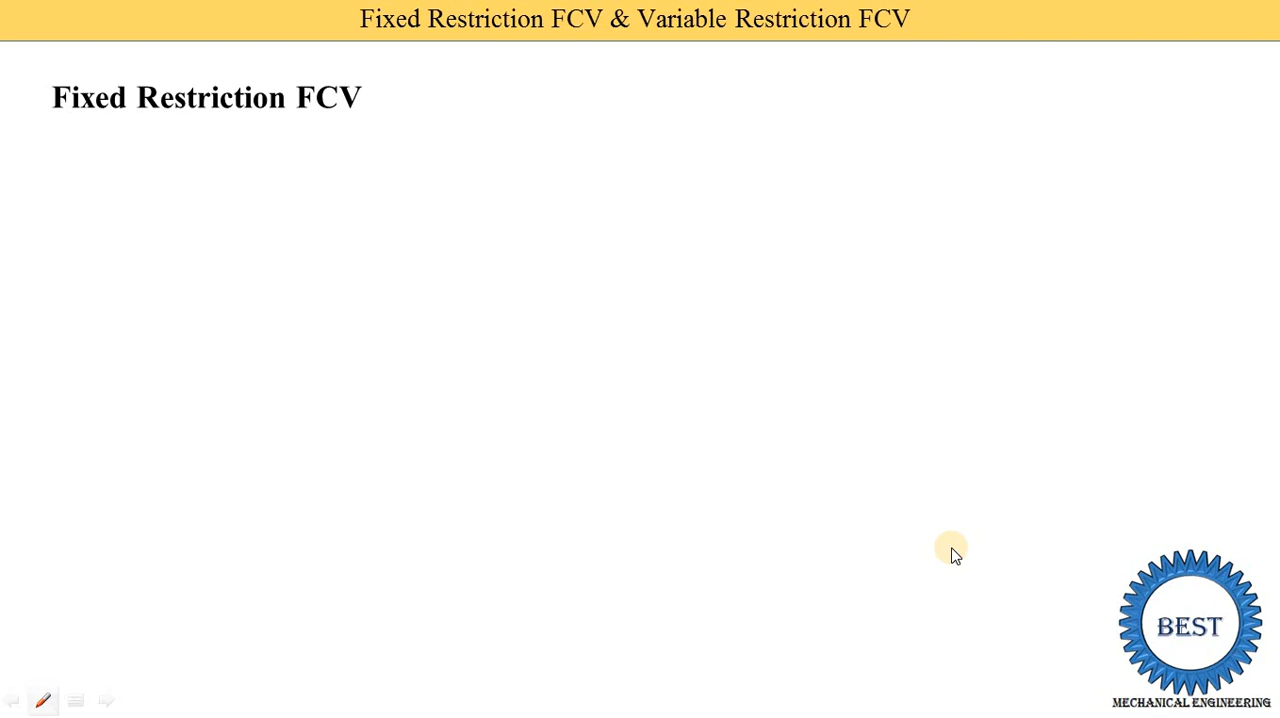 Fixed Restriction FCV & Variable Restriction FCV
Fixed Restriction FCV
BEST
MECHANICAL ENGINEERING